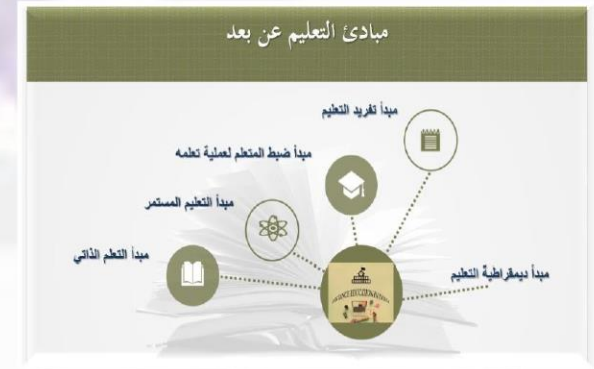 مبادئ التعليم عن بعد
مبدأ تفريد التعليم
مبدأ ضبط المتعلم لعملية تعلمه
مبدأ التعليم المستمر
مبدأ التعلم الذاتي
مبدأ ديمقراطية التعليم